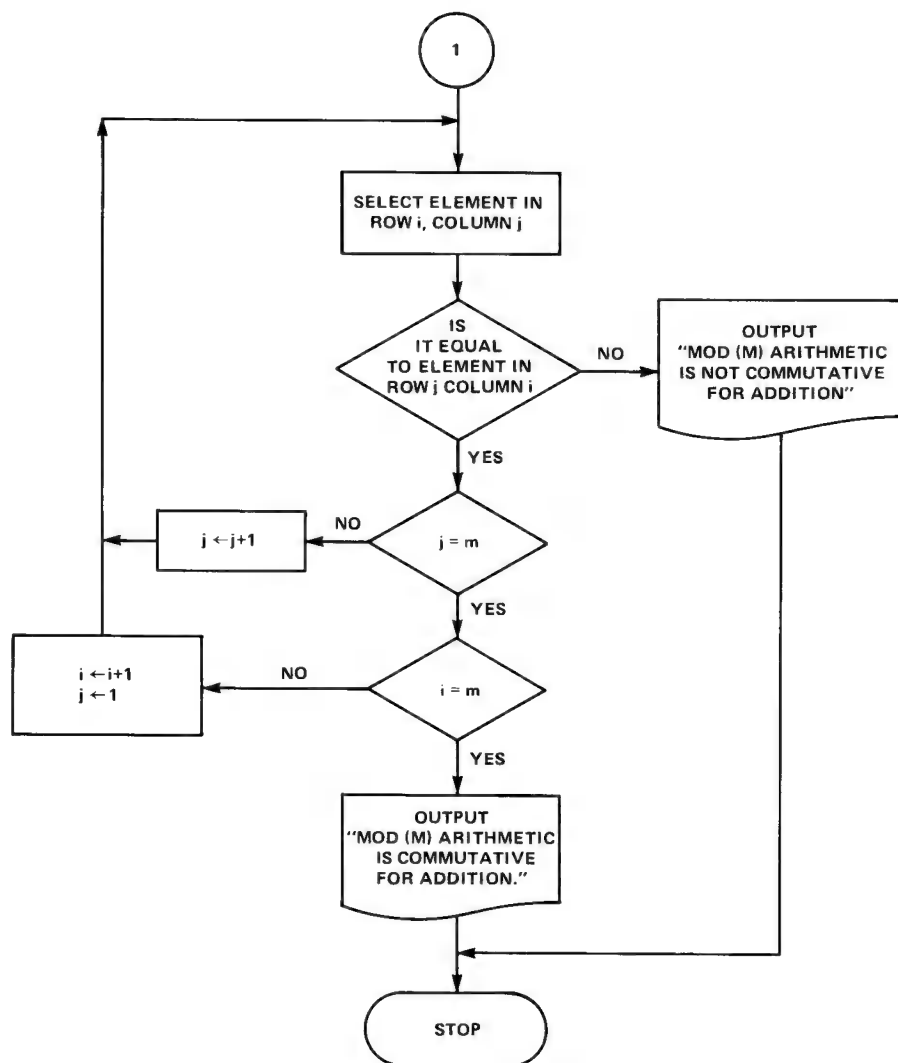 1
SELECT ELEMENT IN
ROW i, COLUMN j
IS
IT EQUAL
TO ELEMENT IN
ROW j COLUMN i
NO
OUTPUT
"MOD (M) ARITHMETIC
IS NOT COMMUTATIVE
FOR ADDITION"
YES
j = m
NO
j ←j+1
YES
i = m
NO
i ←i+1
j ←1
YES
OUTPUT
"MOD (M) ARITHMETIC
IS COMMUTATIVE
FOR ADDITION."
STOP